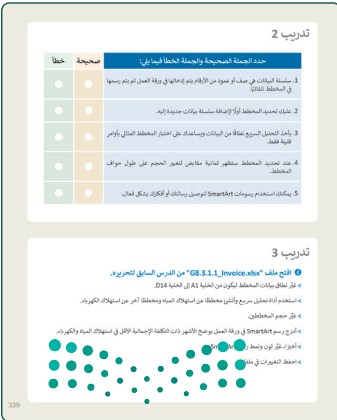 تدريب 2
حدد الجملة الصحيحة والجملة الخطأ فيما يلي: صحيحة خطأ
1. سلسلة البيانات هي صف أو عمود من الأرقام يتم إدخالها في ورقة العمل ثم يتم رسمها
في المخطط تلقائيًا.
2. عليك تحديد المخطط أولًا لإضافة سلسلة بيانات جديدة إليه.
3. يأخذ التحليل السريع نطاقًا من البيانات ويساعدك على اختيار المخطط المثالي بأوامر
قليلة فقط.
4. عند تحديد المخطط ستظهر ثمانية مقابض لتغيير الحجم على طول حواف
المخطط.
5. يمكنك استخدام رسومات SmartArt لتوصيل رسالتك أو أفكارك بشكل فعال.
تدريب 3
افتح ملف "G8.3.1.1_Invoice.xlsx" من الدرس السابق لتحريره.
> غيّر نطاق بيانات المخطط ليكون من الخلية A1 إلى الخلية D14.
> استخدم أداة تحليل سريع وأنشئ مخططًا عن استهلاك المياه ومخططًا آخر عن استهلاك الكهرباء.
> غيّر حجم المخططين.
> أدرج رسم SmartArt في ورقة العمل يوضح الأشهر ذات التكلفة الإجمالية الأقل في استهلاك المياه والكهرباء.
> أخيرًا، غيّر لون ونمط
> احفظ التغييرات في
339